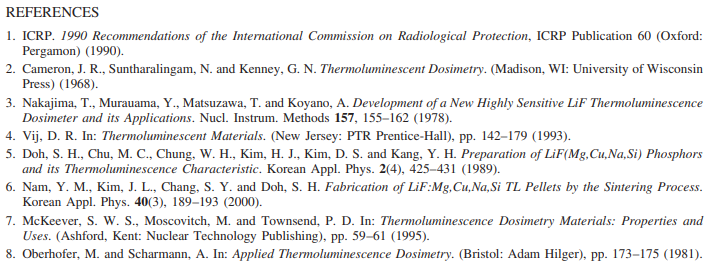 REFERENCES
1. ICRP. 1990 Recommendations of the International Commission on Radiological Protection, ICRP Publication 60 (Oxford:
Pergamon) (1990).
2. Cameron, J. R., Suntharalingam, N. and Kenney, G. N. Thermoluminescent Dosimetry. (Madison, WI: University of Wisconsin
Press) (1968).
3. Nakajima, T., Murauama, Y., Matsuzawa, T. and Koyano, A. Development of a New Highly Sensitive LiF Thermoluminescence
Dosimeter and its Applications. Nucl. Instrum. Methods 157, 155–162 (1978).
4. Vij, D. R. In: Thermoluminescent Materials. (New Jersey: PTR Prentice-Hall), pp. 142–179 (1993).
5. Doh, S. H., Chu, M. C., Chung, W. H., Kim, H. J., Kim, D. S. and Kang, Y. H. Preparation of LiF(Mg,Cu,Na,Si) Phosphors
and its Thermoluminescence Characteristic. Korean Appl. Phys. 2(4), 425–431 (1989).
6. Nam, Y. M., Kim, J. L., Chang, S. Y. and Doh, S. H. Fabrication of LiF:Mg,Cu,Na,Si TL Pellets by the Sintering Process.
Korean Appl. Phys. 40(3), 189–193 (2000).
7. McKeever, S. W. S., Moscovitch, M. and Townsend, P. D. In: Thermoluminescence Dosimetry Materials: Properties and
Uses. (Ashford, Kent: Nuclear Technology Publishing), pp. 59–61 (1995).
8. Oberhofer, M. and Scharmann, A. In: Applied Thermoluminescence Dosimetry. (Bristol: Adam Hilger), pp. 173–175 (1981).